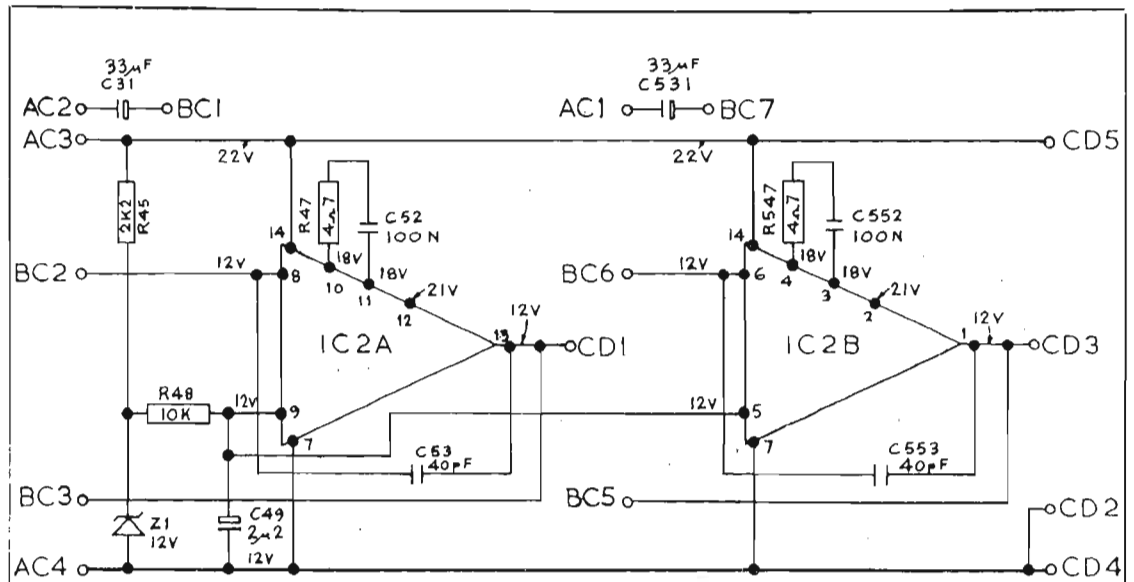 33µF
C31
AC2
BC1
33µF
C531
AC1
BC7
AC3
22V
22V
CD5
2K2
R45
R47
4Ω7
C52
100N
14
18V
10
18V
11
21V
12
R547
4Ω7
C552
100N
14
18V
4
18V
3
21V
2
BC2
12V
8
BC6
12V
6
IC2A
13
12V
CD1
IC2B
1
12V
CD3
R48
10K
12V
9
7
12V
5
7
C53
40pF
C553
40pF
BC3
BC5
Z1
12V
C49
2µ2
CD2
AC4
12V
CD4